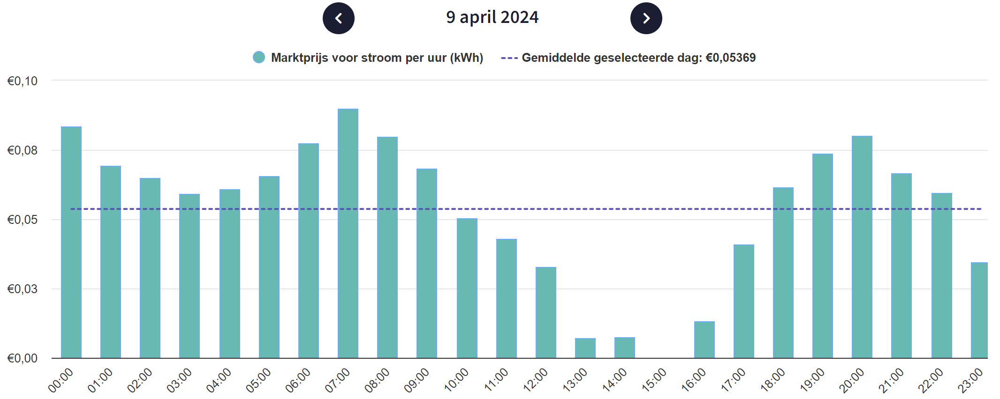 9 april 2024
Marktprijs voor stroom per uur (kWh) Gemiddelde geselecteerde dag: €0,05369
€0,10
€0,08
€0,05
€0,03
€0,00
00:00 01:00 02:00 03:00 04:00 05:00 06:00 07:00 08:00 09:00 10:00 11:00 12:00 13:00 14:00 15:00 16:00 17:00 18:00 19:00 20:00 21:00 22:00 23:00